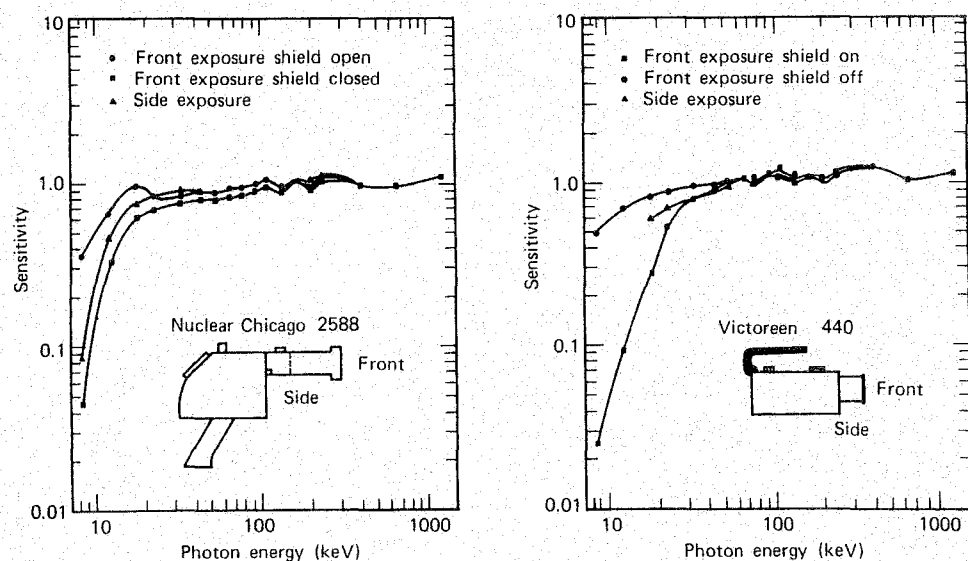 10
Front exposure shield open
Front exposure shield closed
Side exposure
1.0
Sensitivity
0.1
Nuclear Chicago 2588
Front
Side
0.01
10 100 1000
Photon energy (keV)
10
Front exposure shield on
Front exposure shield off
Side exposure
1.0
Sensitivity
0.1
Victoreen 440
Front
Side
0.01
10 100 1000
Photon energy (keV)